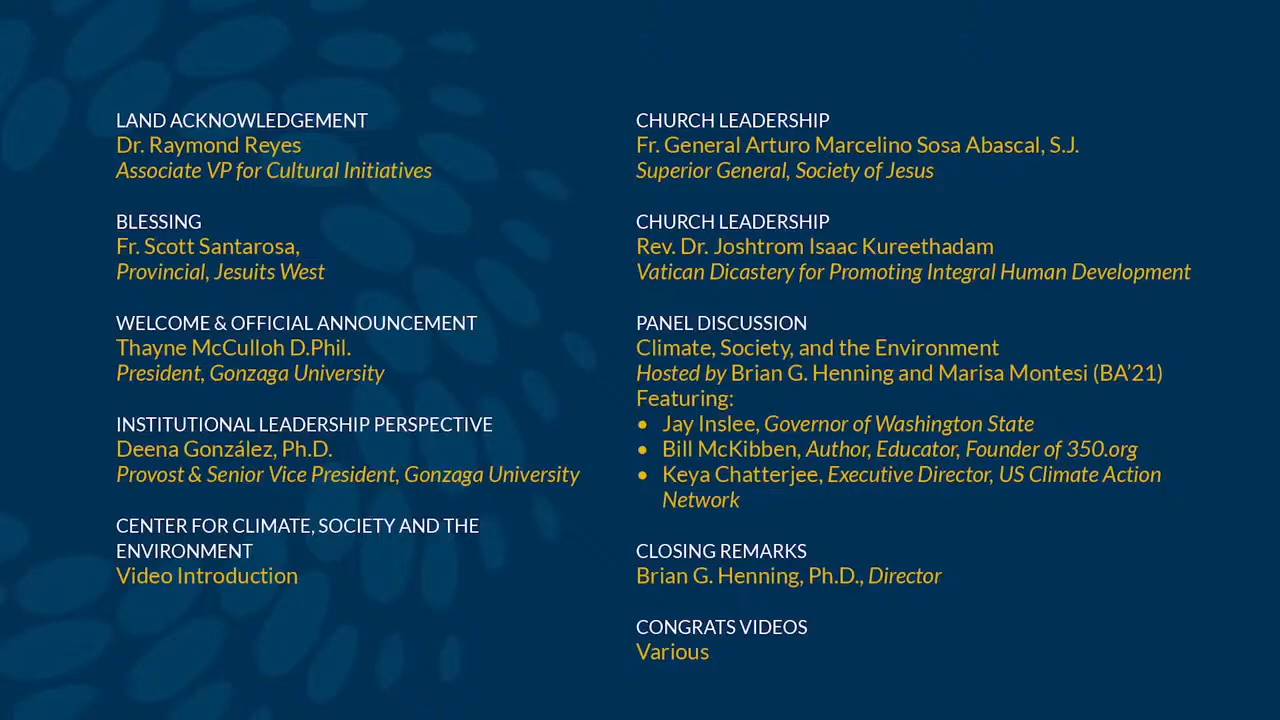 LAND ACKNOWLEDGEMENT
Dr. Raymond Reyes
Associate VP for Cultural Initiatives
BLESSING
Fr. Scott Santarosa,
Provincial, Jesuits West
WELCOME & OFFICIAL ANNOUNCEMENT
Thayne McCulloh D.Phil.
President, Gonzaga University
INSTITUTIONAL LEADERSHIP PERSPECTIVE
Deena González, Ph.D.
Provost & Senior Vice President, Gonzaga University
CENTER FOR CLIMATE, SOCIETY AND THE
ENVIRONMENT
Video Introduction
CHURCH LEADERSHIP
Fr. General Arturo Marcelino Sosa Abascal, S.J.
Superior General, Society of Jesus
CHURCH LEADERSHIP
Rev. Dr. Joshtrom Isaac Kureethadam
Vatican Dicastery for Promoting Integral Human Development
PANEL DISCUSSION
Climate, Society, and the Environment
Hosted by Brian G. Henning and Marisa Montesi (BA’21)
Featuring:
• Jay Inslee, Governor of Washington State
• Bill McKibben, Author, Educator, Founder of 350.org
• Keya Chatterjee, Executive Director, US Climate Action
Network
CLOSING REMARKS
Brian G. Henning, Ph.D., Director
CONGRATS VIDEOS
Various